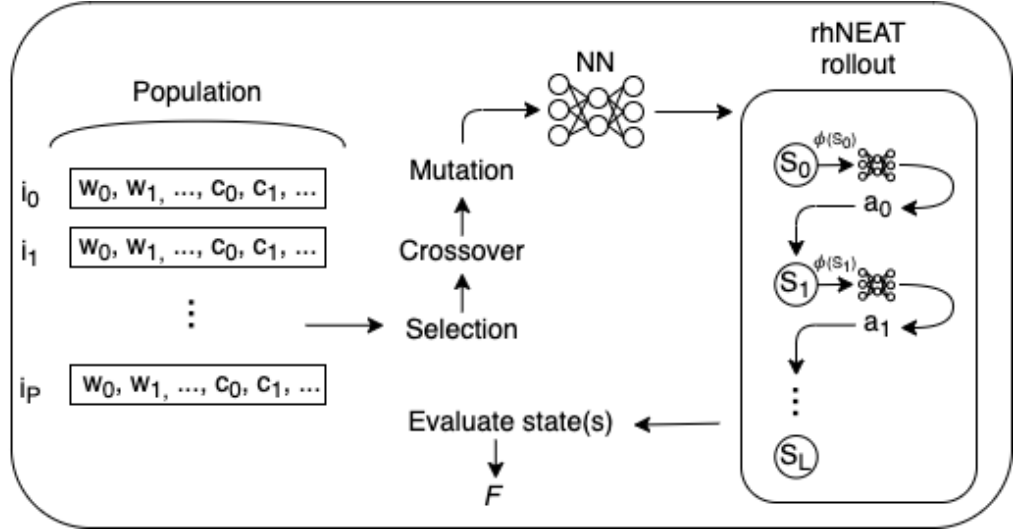 Population
i₀ w₀, w₁, ..., c₀, c₁, ...
i₁ w₀, w₁, ..., c₀, c₁, ...
⋮
iₚ w₀, w₁, ..., c₀, c₁, ...
Selection
Crossover
Mutation
NN
rhNEAT
rollout
S₀ ϕ(S₀)
a₀
S₁ ϕ(S₁)
a₁
⋮
S_L
Evaluate state(s)
F